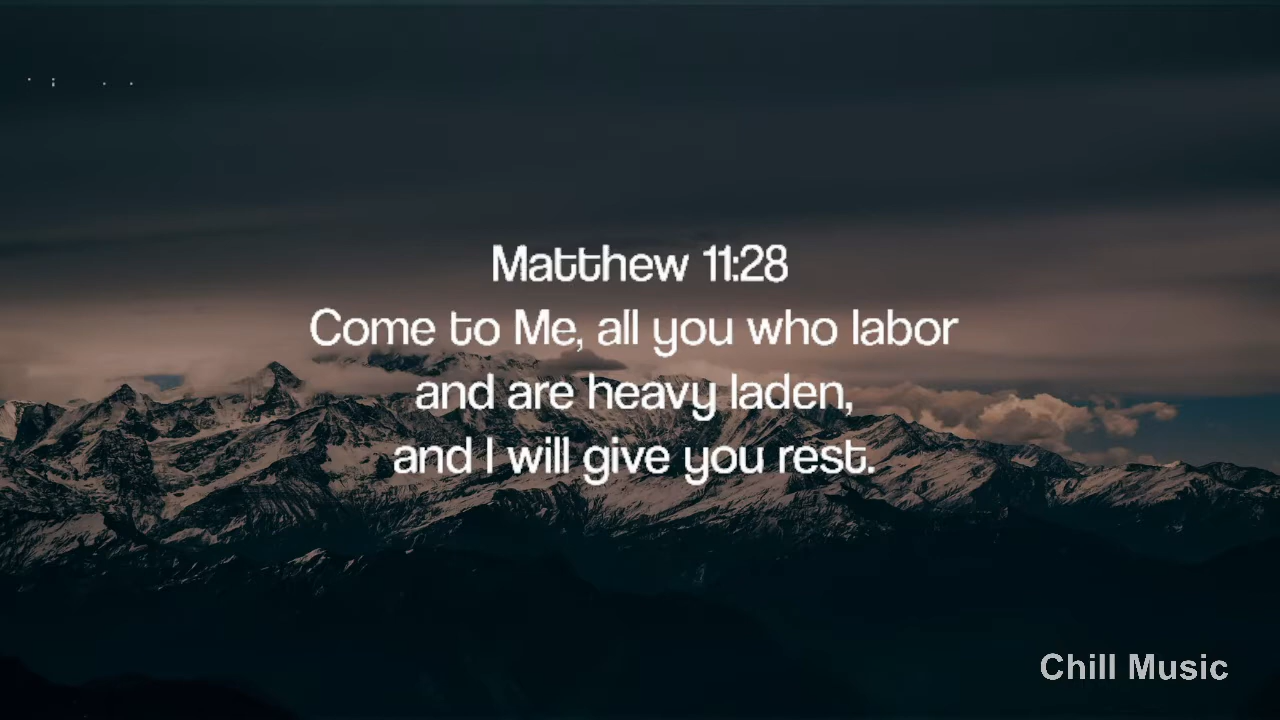 Matthew 11:28
Come to Me, all you who labor
and are heavy laden,
and I will give you rest.
Chill Music